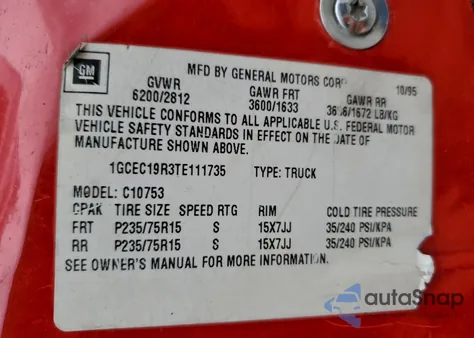 GM
MFD BY GENERAL MOTORS CORP
10/95
GVWR GAWR FRT GAWR RR
6200/2812 3600/1633 /1672 LB/KG
THIS VEHICLE CONFORMS TO ALL APPLICABLE U.S. FEDERAL MOTOR
VEHICLE SAFETY STANDARDS IN EFFECT ON THE DATE OF
MANUFACTURE SHOWN ABOVE.
1GCEC19R3TE111735 TYPE: TRUCK
MODEL: C10753
CPAK TIRE SIZE SPEED RTG RIM COLD TIRE PRESSURE
FRT P235/75R15 S 15X7JJ 35/240 PSI/KPA
RR P235/75R15 S 15X7JJ 35/240 PSI/KPA
SEE OWNER'S MANUAL FOR MORE INFORMATION.
autoSnap